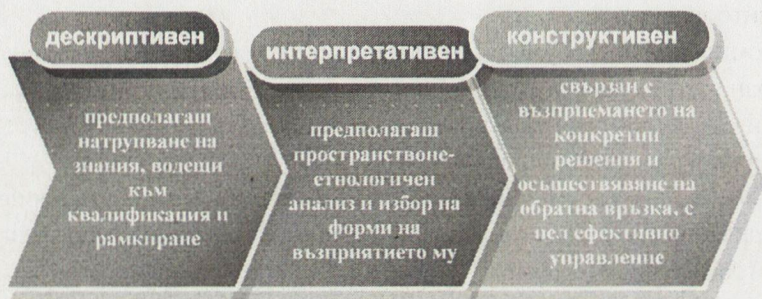 дескриптивен
предполагащ
натрупване на
знания, водещи
към
квалификация и
рамкиране
интерпретативен
предполагащ
пространствоне-
етнологичен
анализ и избор на
форми на
възприятието му
конструктивен
свързан с
възприемането на
конкретни
решения и
осъществяване на
обратна връзка, с
цел ефективно
управление